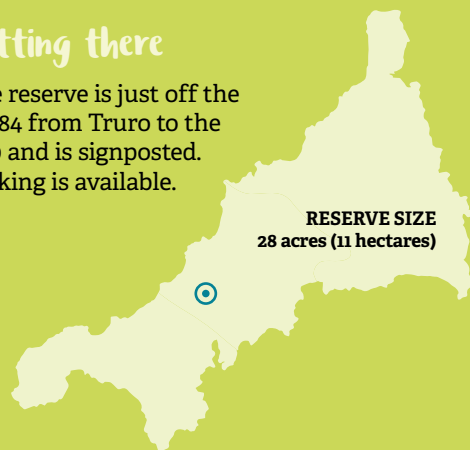 tting there
e reserve is just off the
84 from Truro to the
and is signposted.
king is available.
RESERVE SIZE
28 acres (11 hectares)